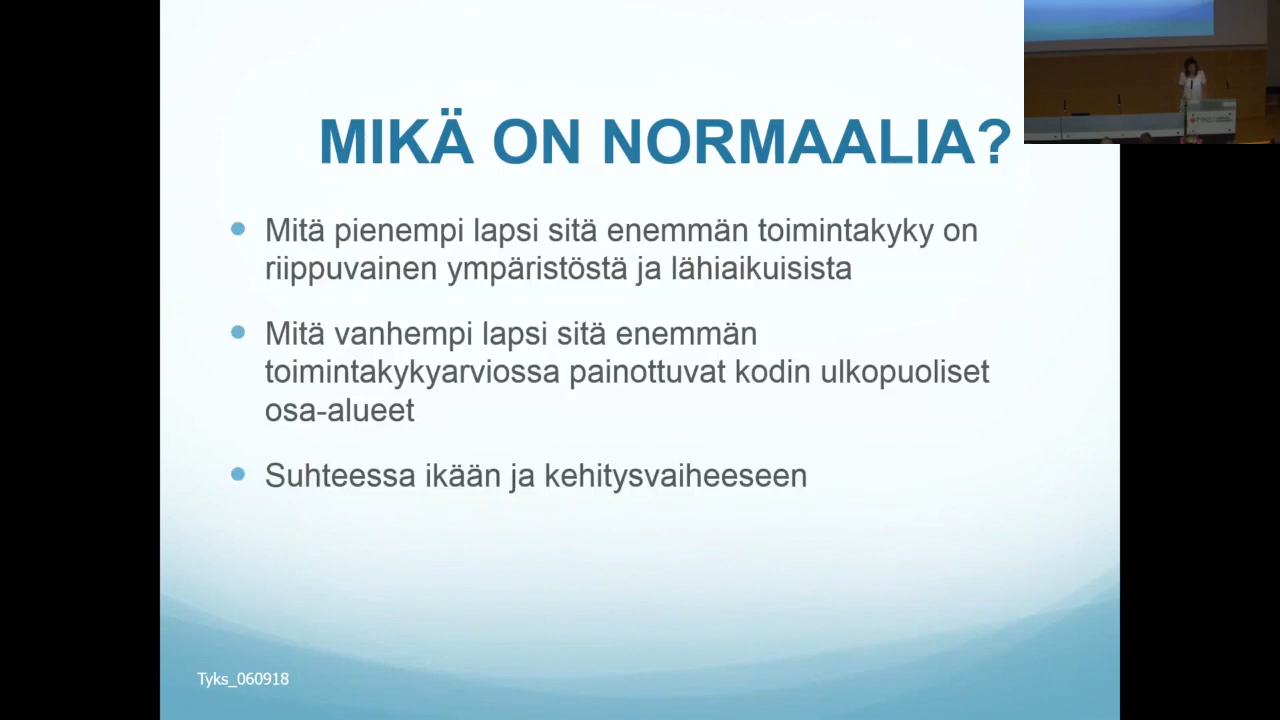 MIKÄ ON NORMAALIA?
Mitä pienempi lapsi sitä enemmän toimintakyky on
riippuvainen ympäristöstä ja lähiaikuisista
Mitä vanhempi lapsi sitä enemmän
toimintakykyarviossa painottuvat kodin ulkopuoliset
osa-alueet
Suhteessa ikään ja kehitysvaiheeseen
Tyks_060918